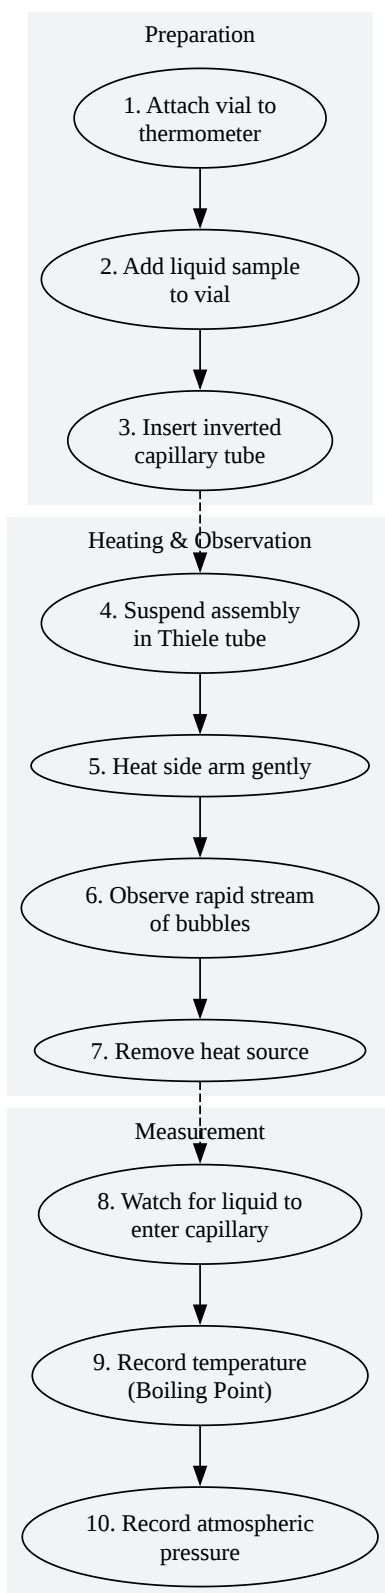 Preparation
1. Attach vial to
thermometer
2. Add liquid sample
to vial
3. Insert inverted
capillary tube
Heating & Observation
4. Suspend assembly
in Thiele tube
5. Heat side arm gently
6. Observe rapid stream
of bubbles
7. Remove heat source
Measurement
8. Watch for liquid to
enter capillary
9. Record temperature
(Boiling Point)
10. Record atmospheric
pressure